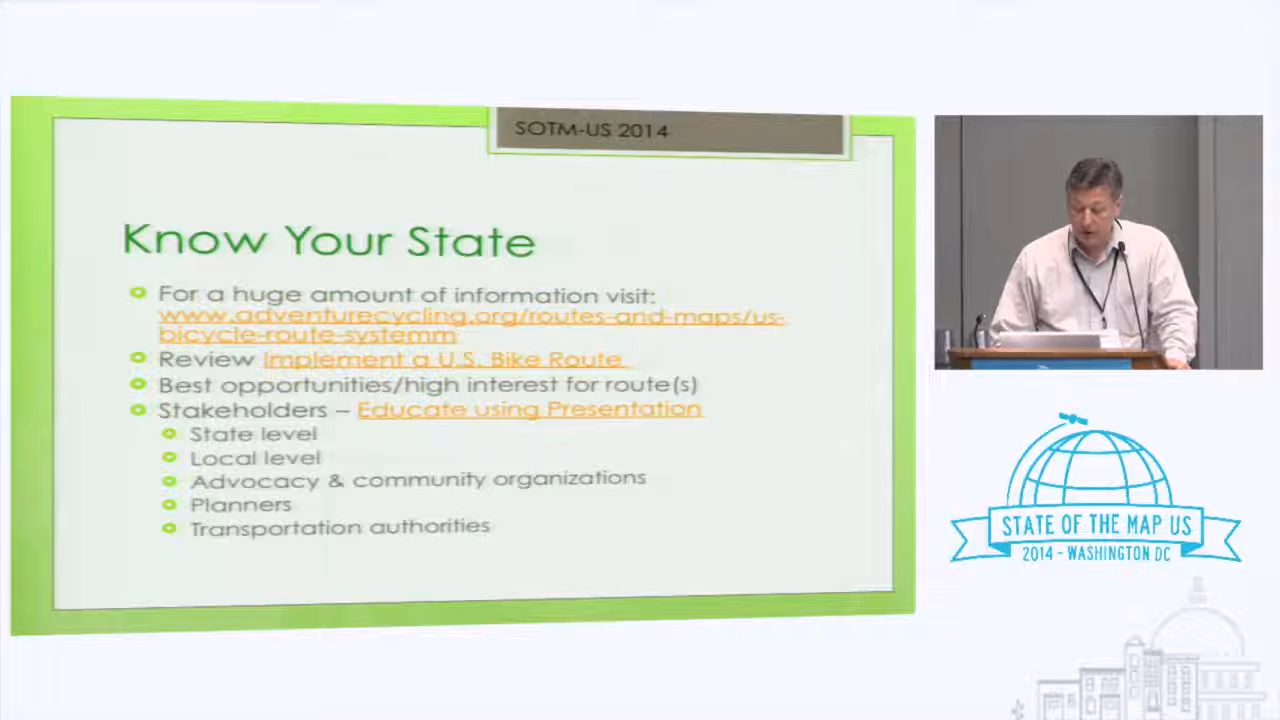 SOTM-US 2014
Know Your State
For a huge amount of information visit:
www.adventurecycling.org/routes-and-maps/us-
bicycle-route-systemm
Review Implement a U.S. Bike Route
Best opportunities/high interest for route(s)
Stakeholders – Educate using Presentation
State level
Local level
Advocacy & community organizations
Planners
Transportation authorities
STATE OF THE MAP US
2014 - WASHINGTON DC